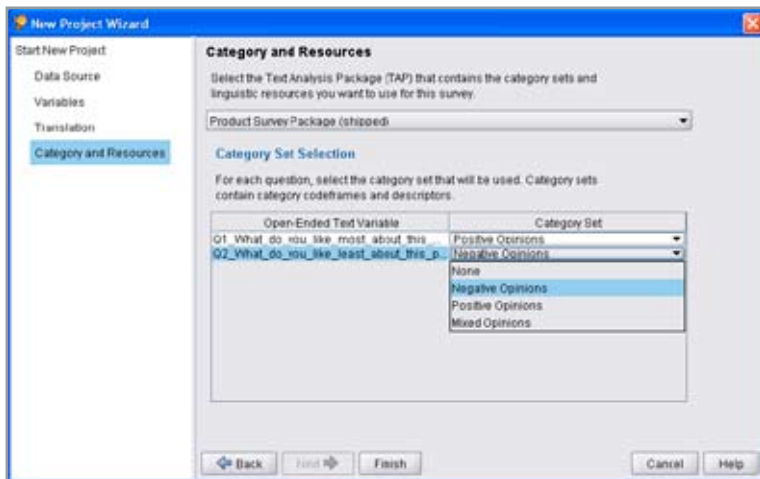 New Project Wizard
Start New Project
Data Source
Variables
Translation
Category and Resources
Category and Resources
Select the Text Analysis Package (TAP) that contains the category sets and
linguistic resources you want to use for this survey.
Product Survey Package (shipped)
Category Set Selection
For each question, select the category set that will be used. Category sets
contain category codeframes and descriptors.
Open-Ended Text Variable Category Set
Q1_What_do_you_like_most_about_this_... Positive Opinions
Q2_What_do_you_like_least_about_this_p... Negative Opinions
None
Negative Opinions
Positive Opinions
Mixed Opinions
Back Next Finish Cancel Help